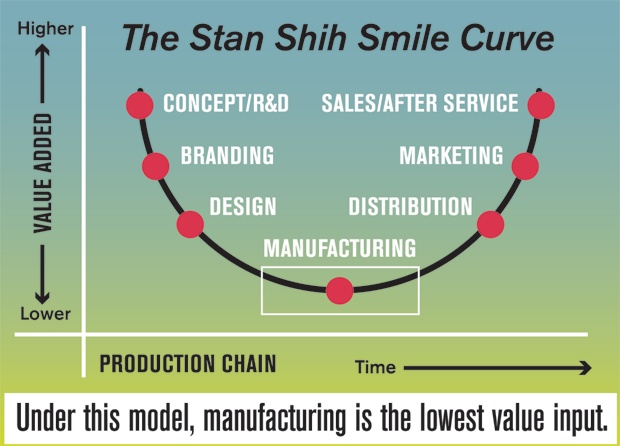 The Stan Shih Smile Curve
Higher
VALUE ADDED
Lower
CONCEPT/R&D
SALES/AFTER SERVICE
BRANDING
MARKETING
DESIGN
DISTRIBUTION
MANUFACTURING
PRODUCTION CHAIN
Time
Under this model, manufacturing is the lowest value input.